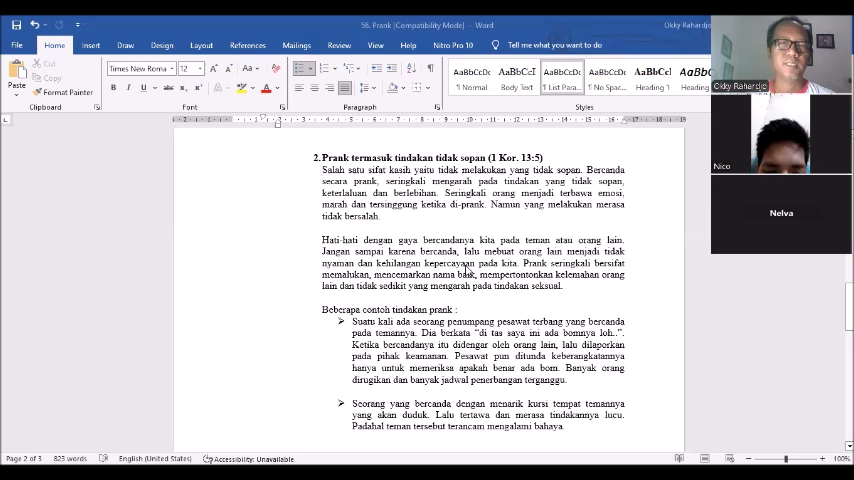 56. Prank [Compatibility Mode] - Word
Okky Rahardjo
File Home Insert Draw Design Layout References Mailings Review View Help Nitro Pro 10 Tell me what you want to do
Paste
Cut
Copy
Format Painter
Clipboard
Times New Roma 12
Font
Paragraph
AaBbCcDc AaBbCcI AaBbCcDc AaBbCcDc AaBbCcI AaBbC
¶ Normal Body Text ¶ List Para... ¶ No Spac... Heading 1 Heading
Styles
Okky Rahardjo
Nico
Nelva
2. Prank termasuk tindakan tidak sopan (1 Kor. 13:5)
Salah satu sifat kasih yaitu tidak melakukan yang tidak sopan. Bercanda
secara prank, seringkali mengarah pada tindakan yang tidak sopan,
keterlaluan dan berlebihan. Seringkali orang menjadi terbawa emosi,
marah dan tersinggung ketika di-prank. Namun yang melakukan merasa
tidak bersalah.
Hati-hati dengan gaya bercandanya kita pada teman atau orang lain.
Jangan sampai karena bercanda, lalu mebuat orang lain menjadi tidak
nyaman dan kehilangan kepercayaan pada kita. Prank seringkali bersifat
memalukan, mencemarkan nama baik, mempertontonkan kelemahan orang
lain dan tidak sedikit yang mengarah pada tindakan seksual.
Beberapa contoh tindakan prank :
Suatu kali ada seorang penumpang pesawat terbang yang bercanda
pada temannya. Dia berkata “di tas saya ini ada bomnya loh..”.
Ketika bercandanya itu didengar oleh orang lain, lalu dilaporkan
pada pihak keamanan. Pesawat pun ditunda keberangkatannya
hanya untuk memeriksa apakah benar ada bom. Banyak orang
dirugikan dan banyak jadwal penerbangan terganggu.
Seorang yang bercanda dengan menarik kursi tempat temannya
yang akan duduk. Lalu tertawa dan merasa tindakannya lucu.
Padahal teman tersebut terancam mengalami bahaya.
Page 2 of 3 823 words English (United States) Accessibility: Unavailable 100%